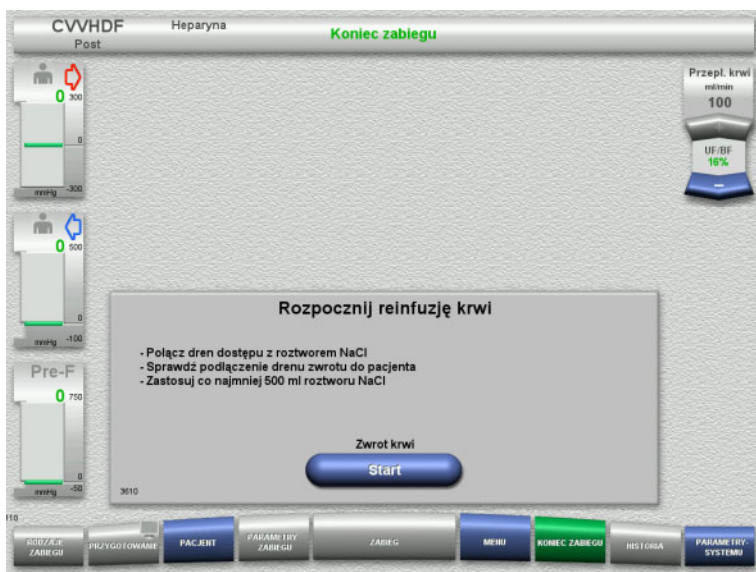 CVVHDF
Post
Heparyna
Koniec zabiegu
0
300
0
mmHg
-300
0
500
0
mmHg
-100
Pre-F
0
750
0
mmHg
-50
Przepł. krwi
ml/min
100
+
UF/BF
16%
−
Rozpocznij reinfuzję krwi
- Połącz dren dostępu z roztworem NaCl
- Sprawdź podłączenie drenu zwrotu do pacjenta
- Zastosuj co najmniej 500 ml roztworu NaCl
Zwrot krwi
Start
3610
110
RODZAJE
ZABIEGU
PRZYGOTOWANIE
PACJENT
PARAMETRY
ZABIEGU
ZABIEG
MENU
KONIEC ZABIEGU
HISTORIA
PARAMETRY-
SYSTEMU